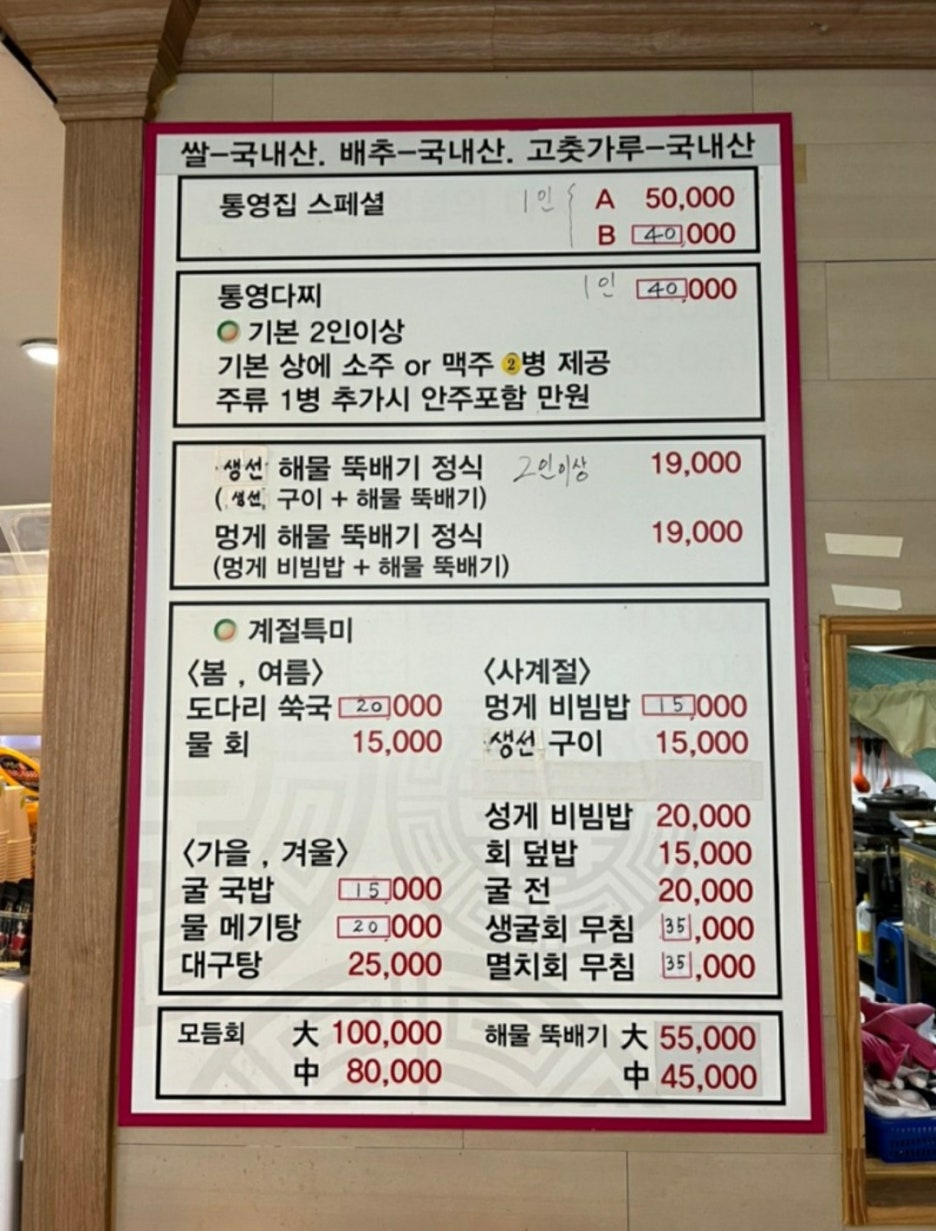 쌀-국내산. 배추-국내산. 고춧가루-국내산
통영집 스페셜 1인 A 50,000
B 40,000
통영다찌 1인 40,000
기본 2인이상
기본 상에 소주 or 맥주 2병 제공
주류 1병 추가시 안주포함 만원
생선 해물 뚝배기 정식 2인이상 19,000
(생선 구이 + 해물 뚝배기)
멍게 해물 뚝배기 정식 19,000
(멍게 비빔밥 + 해물 뚝배기)
계절특미
〈봄 , 여름〉
도다리 쑥국 20,000
물 회 15,000
〈가을 , 겨울〉
굴 국밥 15,000
물 메기탕 20,000
대구탕 25,000
〈사계절〉
멍게 비빔밥 15,000
생선 구이 15,000
성게 비빔밥 20,000
회 덮밥 15,000
굴 전 20,000
생굴회 무침 35,000
멸치회 무침 35,000
모듬회 大 100,000
中 80,000
해물 뚝배기 大 55,000
中 45,000